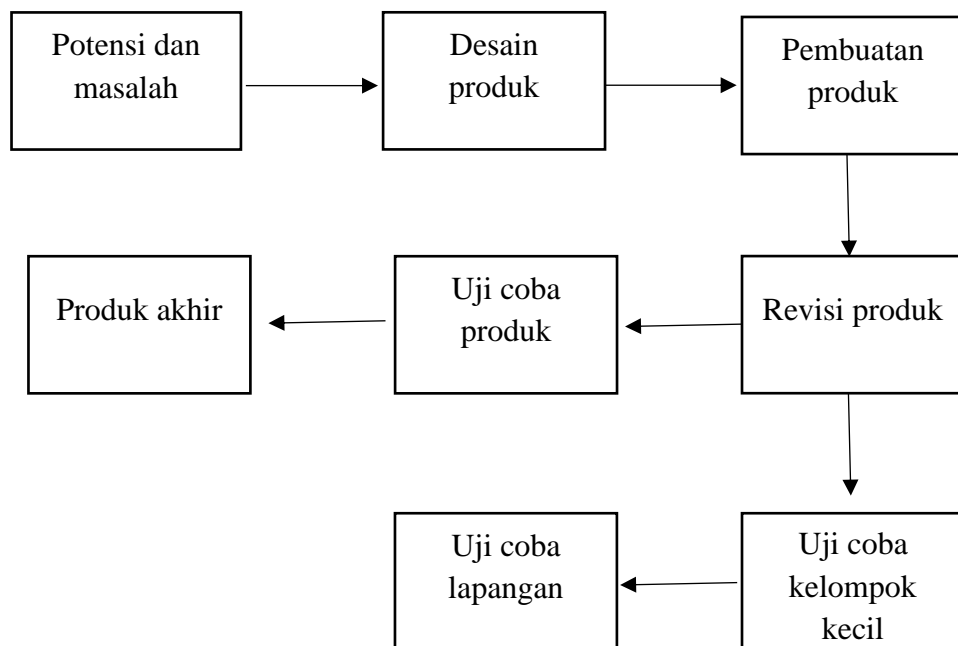 Potensi dan
masalah
Desain
produk
Pembuatan
produk
Produk akhir
Uji coba
produk
Revisi produk
Uji coba
lapangan
Uji coba
kelompok
kecil